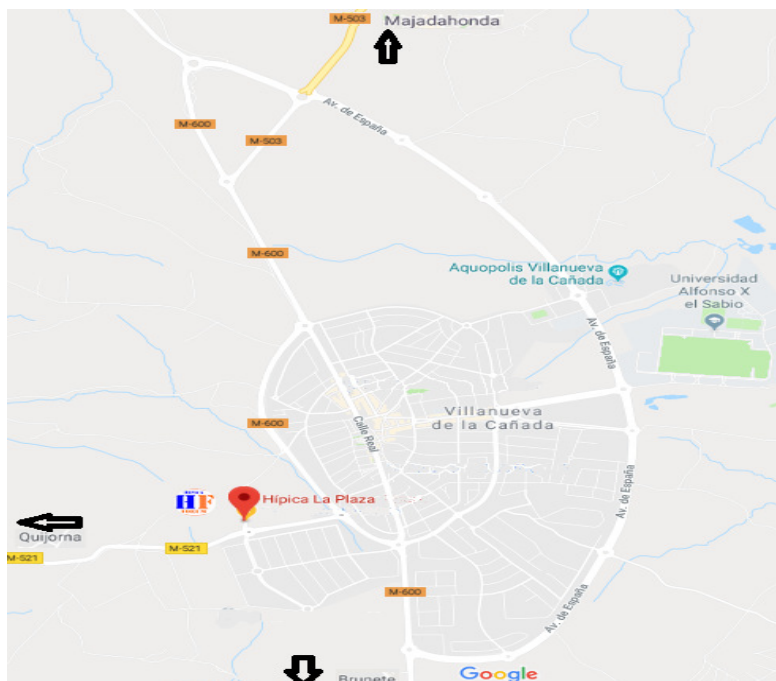 M-503
Majadahonda
Av. de España
M-600
M-503
M-600
Aquopolis Villanueva
de la Cañada
Universidad
Alfonso X
el Sabio
Av. de España
M-600
Calle Real
Villanueva
de la Cañada
HF
Hípica La Plaza
Av. de España
Quijorna
M-521
M-521
M-600
Av. de España
Google
Brunete